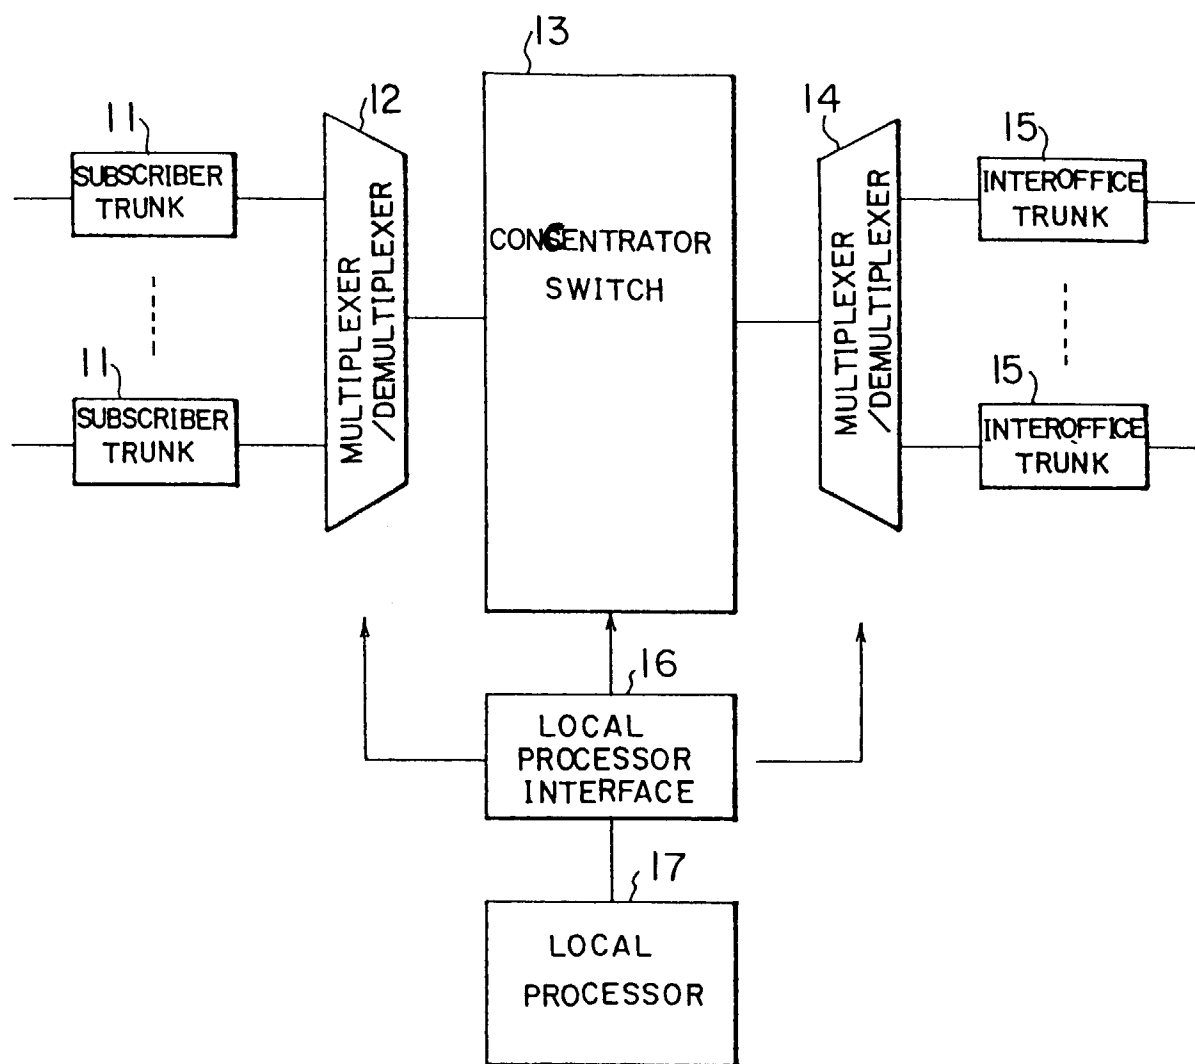 13
12
14
11
15
SUBSCRIBER
TRUNK
INTEROFFICE
TRUNK
CONCENTRATOR
SWITCH
MULTIPLEXER
/DEMULTIPLEXER
MULTIPLEXER
/DEMULTIPLEXER
11
15
SUBSCRIBER
TRUNK
INTEROFFICE
TRUNK
16
LOCAL
PROCESSOR
INTERFACE
17
LOCAL
PROCESSOR